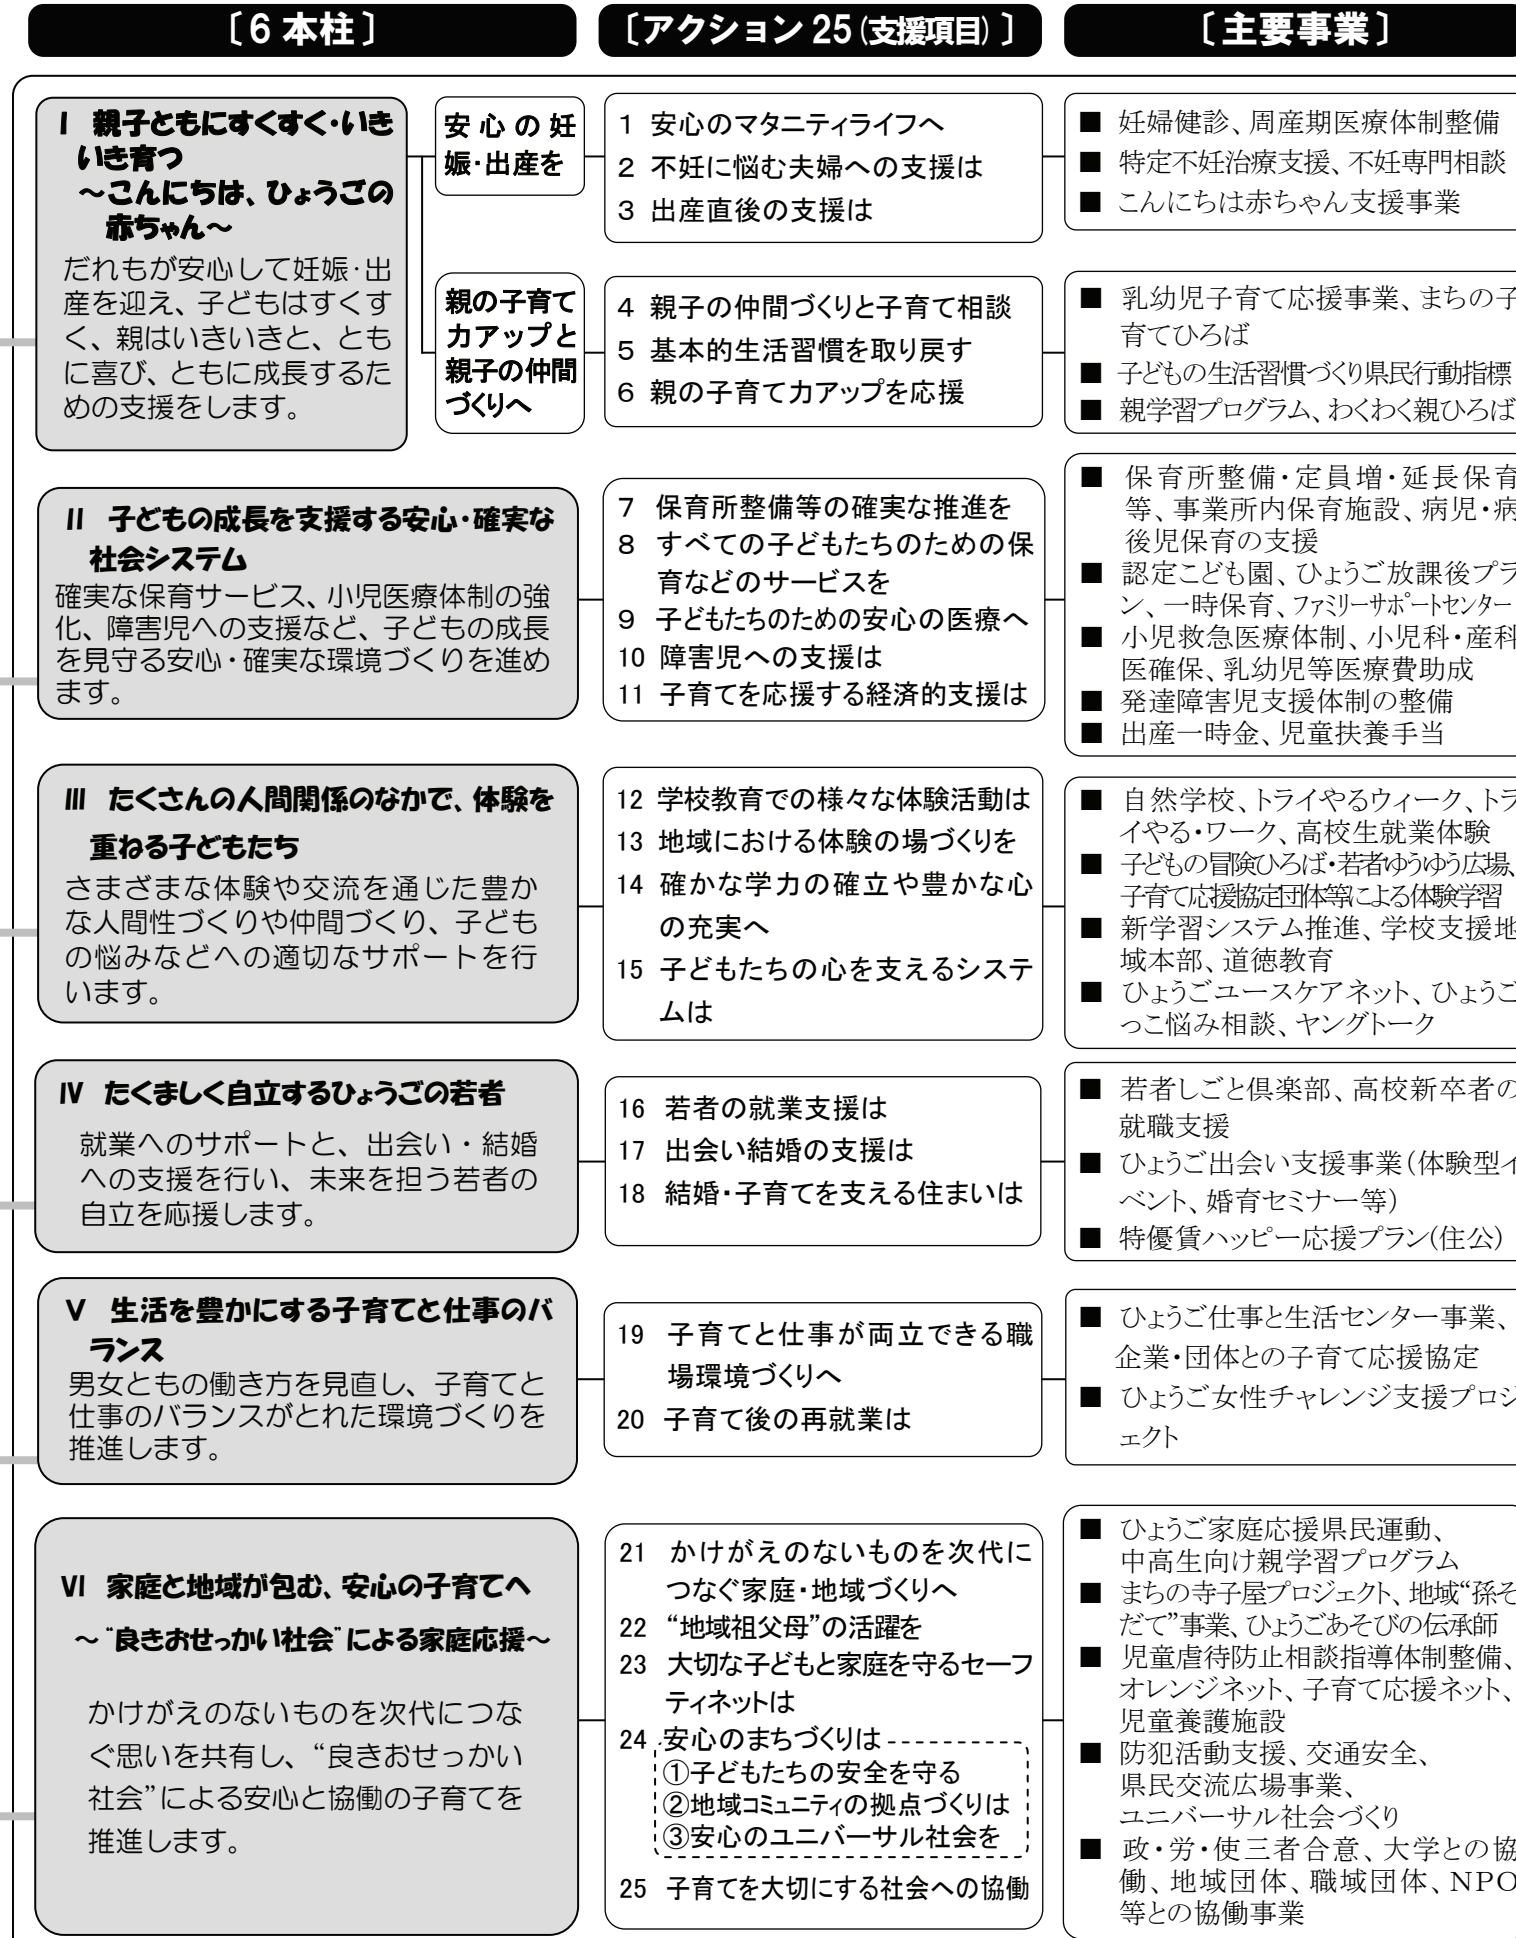 〔6 本柱〕
〔アクション 25(支援項目)〕
〔主要事業〕
Ⅰ 親子ともにすくすく・いき
いき育つ
～こんにちは、ひょうごの
赤ちゃん～
だれもが安心して妊娠・出
産を迎え、子どもはすくす
く、親はいきいきと、とも
に喜び、ともに成長するた
めの支援をします。
安心の妊
娠・出産を
1 安心のマタニティライフへ
2 不妊に悩む夫婦への支援は
3 出産直後の支援は
■ 妊婦健診、周産期医療体制整備
■ 特定不妊治療支援、不妊専門相談
■ こんにちは赤ちゃん支援事業
親の子育て
力アップと
親子の仲間
づくりへ
4 親子の仲間づくりと子育て相談
5 基本的生活習慣を取り戻す
6 親の子育て力アップを応援
■ 乳幼児子育て応援事業、まちの子
育てひろば
■ 子どもの生活習慣づくり県民行動指標
■ 親学習プログラム、わくわく親ひろば
Ⅱ 子どもの成長を支援する安心・確実な
社会システム
確実な保育サービス、小児医療体制の強
化、障害児への支援など、子どもの成長
を見守る安心・確実な環境づくりを進め
ます。
7 保育所整備等の確実な推進を
8 すべての子どもたちのための保
育などのサービスを
9 子どもたちのための安心の医療へ
10 障害児への支援は
11 子育てを応援する経済的支援は
■ 保育所整備・定員増・延長保育
等、事業所内保育施設、病児・病
後児保育の支援
■ 認定こども園、ひょうご放課後プラ
ン、一時保育、ファミリーサポートセンター
■ 小児救急医療体制、小児科・産科
医確保、乳幼児等医療費助成
■ 発達障害児支援体制の整備
■ 出産一時金、児童扶養手当
Ⅲ たくさんの人間関係のなかで、体験を
重ねる子どもたち
さまざまな体験や交流を通じた豊か
な人間性づくりや仲間づくり、子ども
の悩みなどへの適切なサポートを行
います。
12 学校教育での様々な体験活動は
13 地域における体験の場づくりを
14 確かな学力の確立や豊かな心
の充実へ
15 子どもたちの心を支えるシステ
ムは
■ 自然学校、トライやるウィーク、トラ
イやる・ワーク、高校生就業体験
■ 子どもの冒険ひろば・若者ゆうゆう広場、
子育て応援協定団体等による体験学習
■ 新学習システム推進、学校支援地
域本部、道徳教育
■ ひょうごユースケアネット、ひょうご
っこ悩み相談、ヤングトーク
Ⅳ たくましく自立するひょうごの若者
就業へのサポートと、出会い・結婚
への支援を行い、未来を担う若者の
自立を応援します。
16 若者の就業支援は
17 出会い結婚の支援は
18 結婚・子育てを支える住まいは
■ 若者しごと倶楽部、高校新卒者の
就職支援
■ ひょうご出会い支援事業(体験型イ
ベント、婚育セミナー等)
■ 特優賃ハッピー応援プラン(住公)
Ⅴ 生活を豊かにする子育てと仕事のバ
ランス
男女ともの働き方を見直し、子育てと
仕事のバランスがとれた環境づくりを
推進します。
19 子育てと仕事が両立できる職
場環境づくりへ
20 子育て後の再就業は
■ ひょうご仕事と生活センター事業、
企業・団体との子育て応援協定
■ ひょうご女性チャレンジ支援プロジ
ェクト
Ⅵ 家庭と地域が包む、安心の子育てへ
～“良きおせっかい社会”による家庭応援～
かけがえのないものを次代につな
ぐ思いを共有し、“良きおせっかい
社会”による安心と協働の子育てを
推進します。
21 かけがえのないものを次代に
つなぐ家庭・地域づくりへ
22 “地域祖父母”の活躍を
23 大切な子どもと家庭を守るセーフ
ティネットは
24 安心のまちづくりは
①子どもたちの安全を守る
②地域コミュニティの拠点づくりは
③安心のユニバーサル社会を
25 子育てを大切にする社会への協働
■ ひょうご家庭応援県民運動、
中高生向け親学習プログラム
■ まちの寺子屋プロジェクト、地域“孫そ
だて”事業、ひょうごあそびの伝承師
■ 児童虐待防止相談指導体制整備、
オレンジネット、子育て応援ネット、
児童養護施設
■ 防犯活動支援、交通安全、
県民交流広場事業、
ユニバーサル社会づくり
■ 政・労・使三者合意、大学との協
働、地域団体、職域団体、NPO
等との協働事業